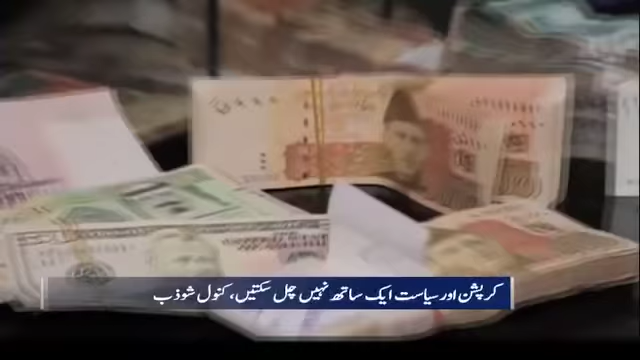 کرپشن اور سیاست ایک ساتھ نہیں چل سکتیں، کنول شوذب